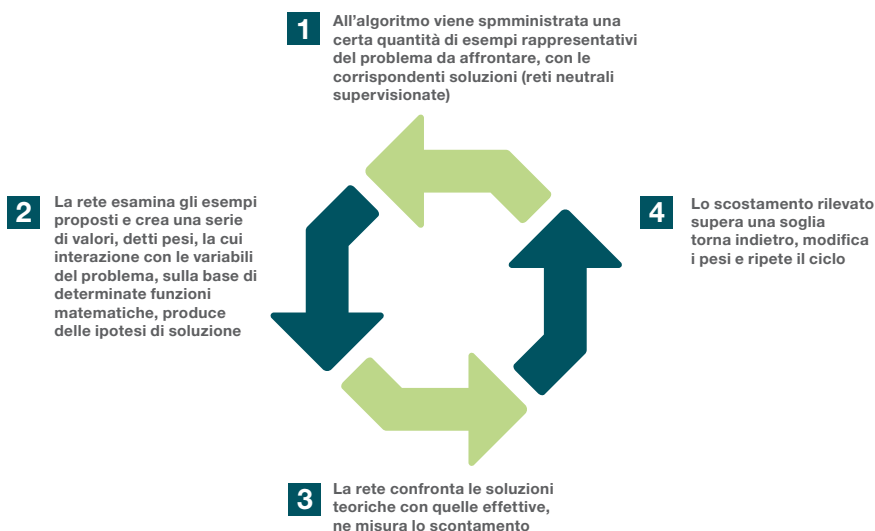 1
All'algoritmo viene spmministrata una
certa quantità di esempi rappresentativi
del problema da affrontare, con le
corrispondenti soluzioni (reti neutrali
supervisionate)
2
La rete esamina gli esempi
proposti e crea una serie
di valori, detti pesi, la cui
interazione con le variabili
del problema, sulla base di
determinate funzioni
matematiche, produce
delle ipotesi di soluzione
4
Lo scostamento rilevato
supera una soglia
torna indietro, modifica
i pesi e ripete il ciclo
3
La rete confronta le soluzioni
teoriche con quelle effettive,
ne misura lo scontamento